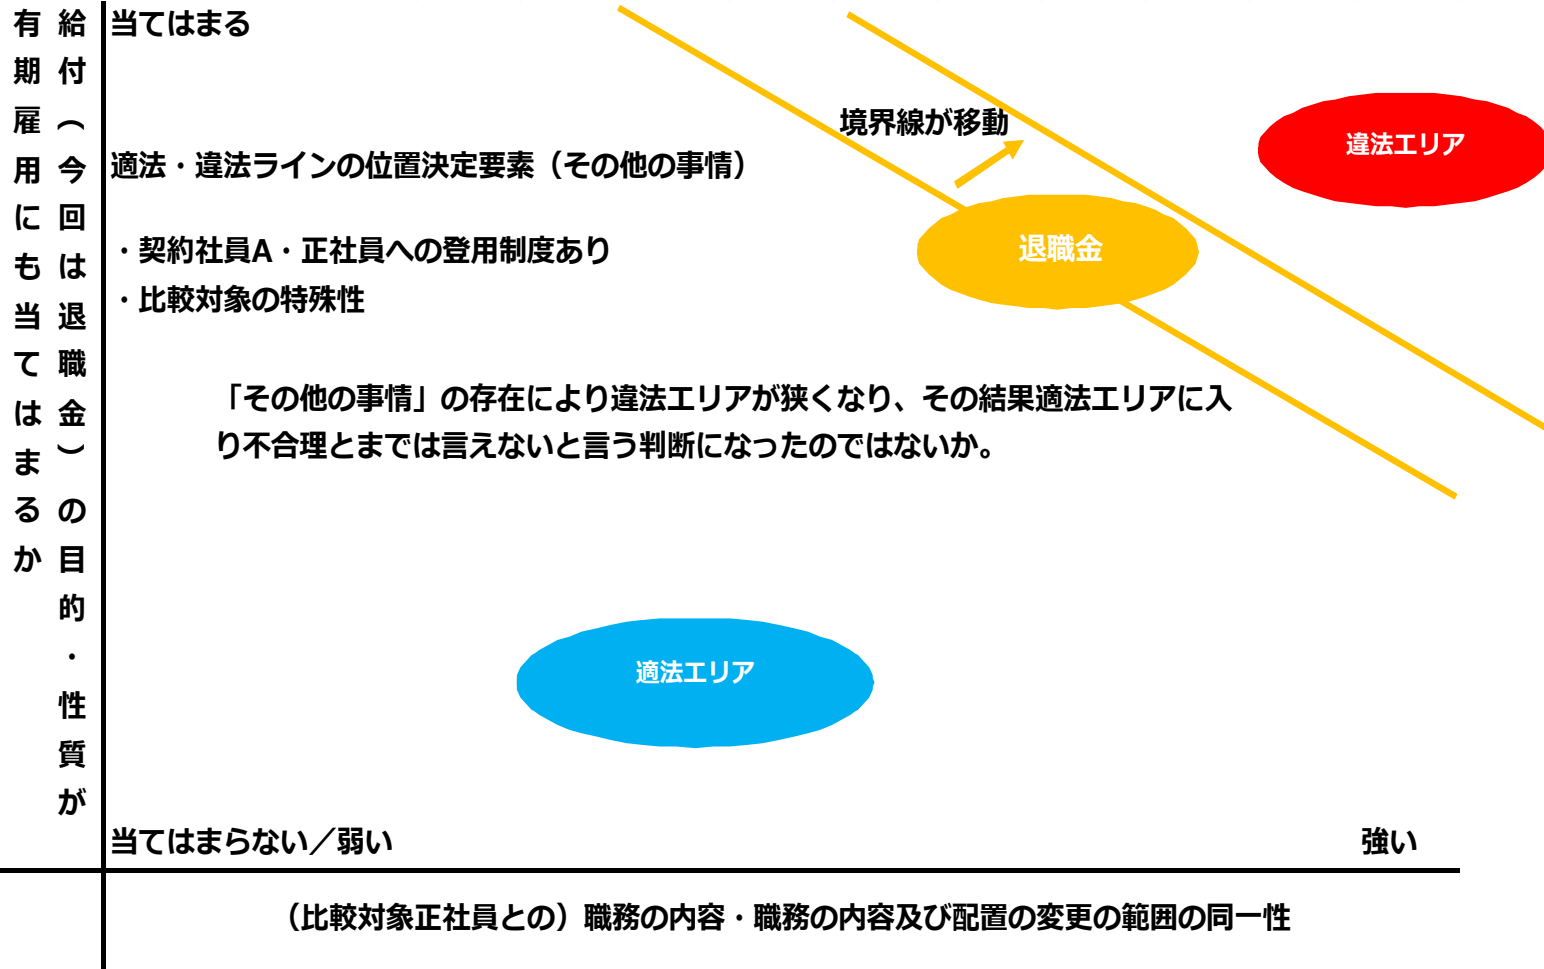 給付（今回は退職金）の目的・性質が
有期雇用にも当てはまるか
当てはまる
境界線が移動
違法エリア
適法・違法ラインの位置決定要素（その他の事情）
・契約社員A・正社員への登用制度あり
退職金
・比較対象の特殊性
「その他の事情」の存在により違法エリアが狭くなり、その結果適法エリアに入
り不合理とまでは言えないと言う判断になったのではないか。
適法エリア
当てはまらない／弱い
強い
（比較対象正社員との）職務の内容・職務の内容及び配置の変更の範囲の同一性